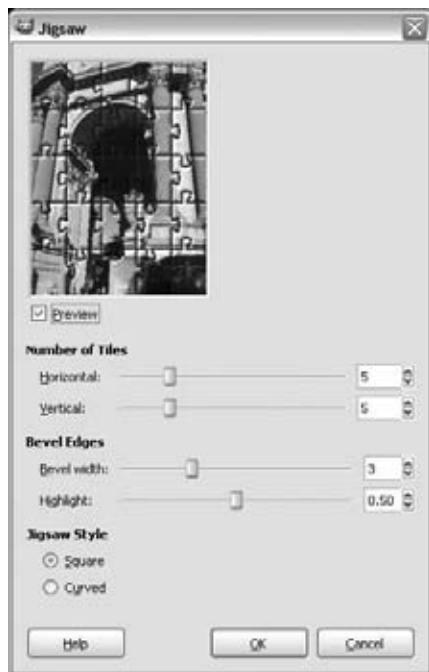 Jigsaw
Preview
Number of Tiles
Horizontal: 5
Vertical: 5
Bevel Edges
Bevel width: 3
Highlight: 0.50
Jigsaw Style
Square
Curved
Help OK Cancel